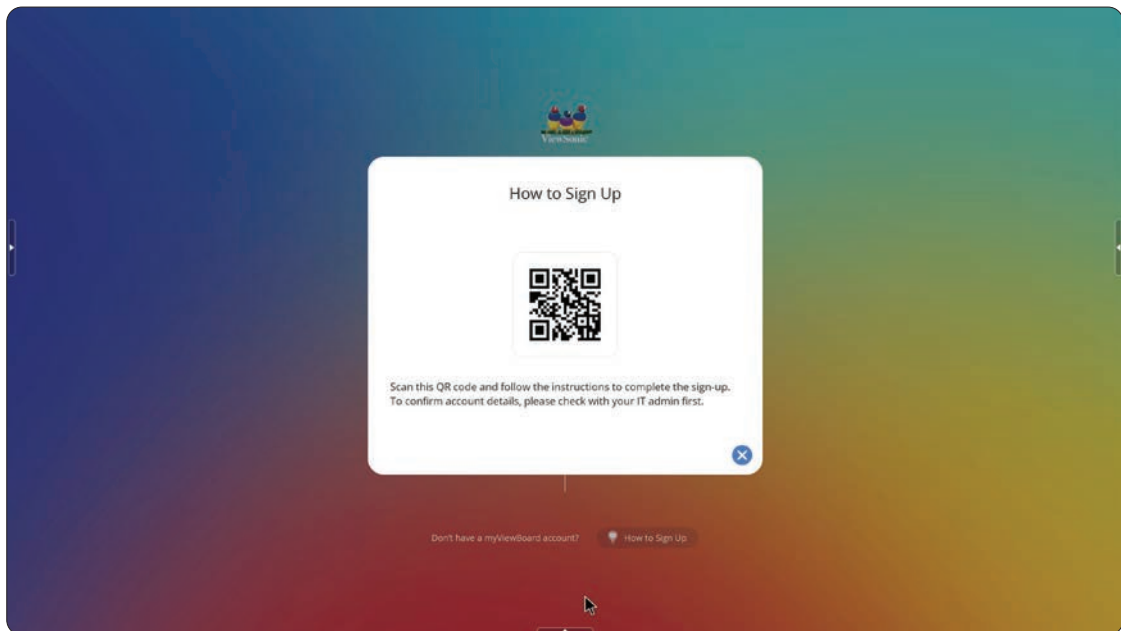 ViewSonic
How to Sign Up
Scan this QR code and follow the instructions to complete the sign-up.
To confirm account details, please check with your IT admin first.
Don't have a myViewBoard account?
How to Sign Up